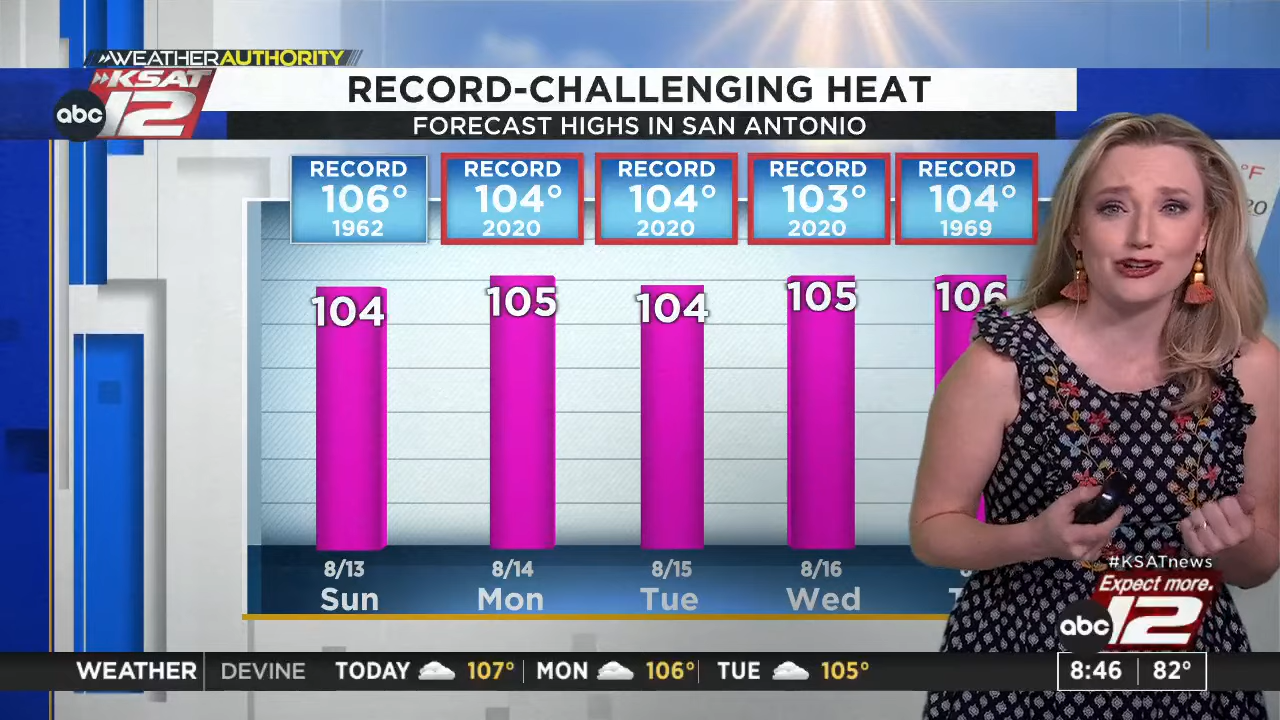 WEATHERAUTHORITY
KSAT
abc 12
RECORD-CHALLENGING HEAT
FORECAST HIGHS IN SAN ANTONIO
RECORD 106° 1962
RECORD 104° 2020
RECORD 104° 2020
RECORD 103° 2020
RECORD 104° 1969
°F
20
104
105
104
105
106
8/13 Sun
8/14 Mon
8/15 Tue
8/16 Wed
#KSATnews
Expect more.
abc 12
WEATHER DEVINE TODAY 107° MON 106° TUE 105°
8:46 82°